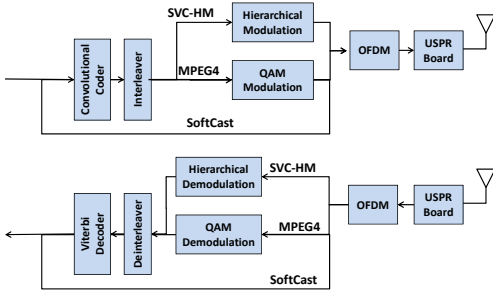 SVC-HM
Hierarchical
Modulation
Convolutional
Coder
Interleaver
MPEG4
QAM
Modulation
OFDM
USPR
Board
SoftCast
Hierarchical
Demodulation
SVC-HM
Viterbi
Decoder
Deinterleaver
QAM
Demodulation
MPEG4
OFDM
USPR
Board
SoftCast